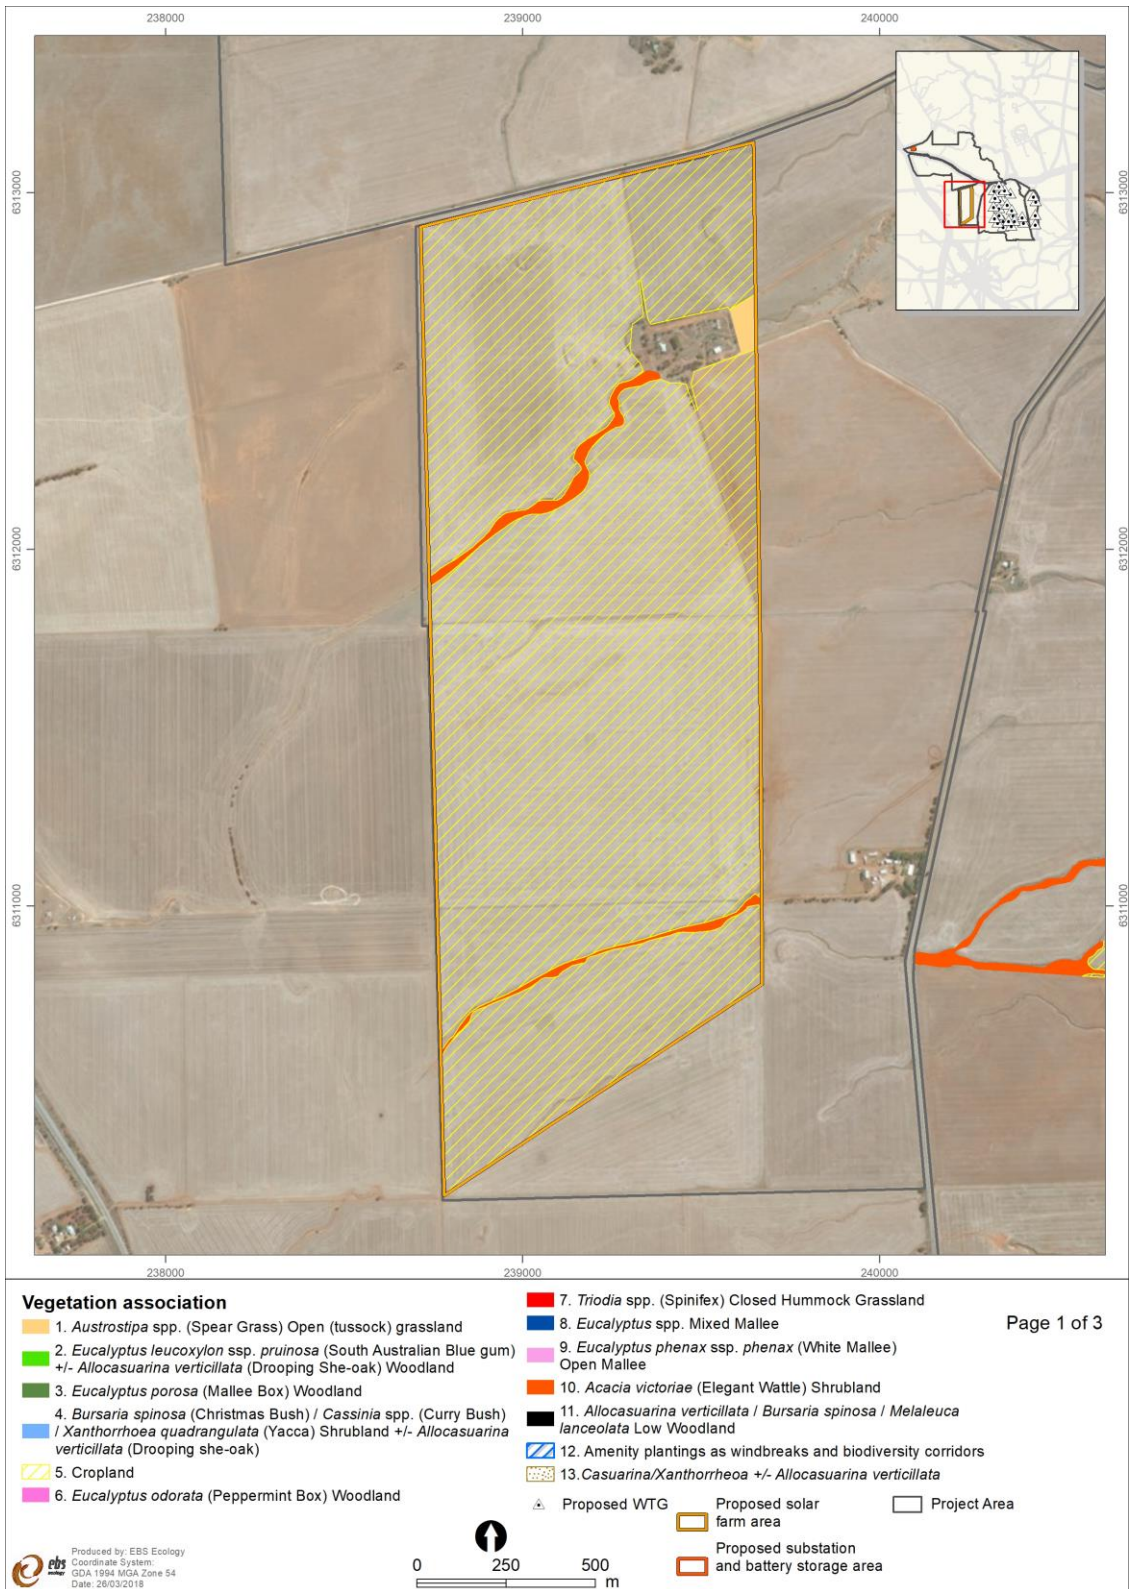 238000
239000
240000
6313000
6313000
6312000
6312000
6311000
6311000
238000
239000
240000
Vegetation association
1. Austrostipa spp. (Spear Grass) Open (tussock) grassland
2. Eucalyptus leucoxylon ssp. pruinosa (South Australian Blue gum)
+/- Allocasuarina verticillata (Drooping She-oak) Woodland
3. Eucalyptus porosa (Mallee Box) Woodland
4. Bursaria spinosa (Christmas Bush) / Cassinia spp. (Curry Bush)
/ Xanthorrhoea quadrangulata (Yacca) Shrubland +/- Allocasuarina
verticillata (Drooping she-oak)
5. Cropland
6. Eucalyptus odorata (Peppermint Box) Woodland
7. Triodia spp. (Spinifex) Closed Hummock Grassland
8. Eucalyptus spp. Mixed Mallee
9. Eucalyptus phenax ssp. phenax (White Mallee)
Open Mallee
10. Acacia victoriae (Elegant Wattle) Shrubland
11. Allocasuarina verticillata / Bursaria spinosa / Melaleuca
lanceolata Low Woodland
12. Amenity plantings as windbreaks and biodiversity corridors
13. Casuarina/Xanthorrheoa +/- Allocasuarina verticillata
Proposed WTG
Proposed solar
farm area
Project Area
Proposed substation
and battery storage area
Page 1 of 3
ebs
ecology
Produced by: EBS Ecology
Coordinate System:
GDA 1994 MGA Zone 54
Date: 26/03/2018
0 250 500
m